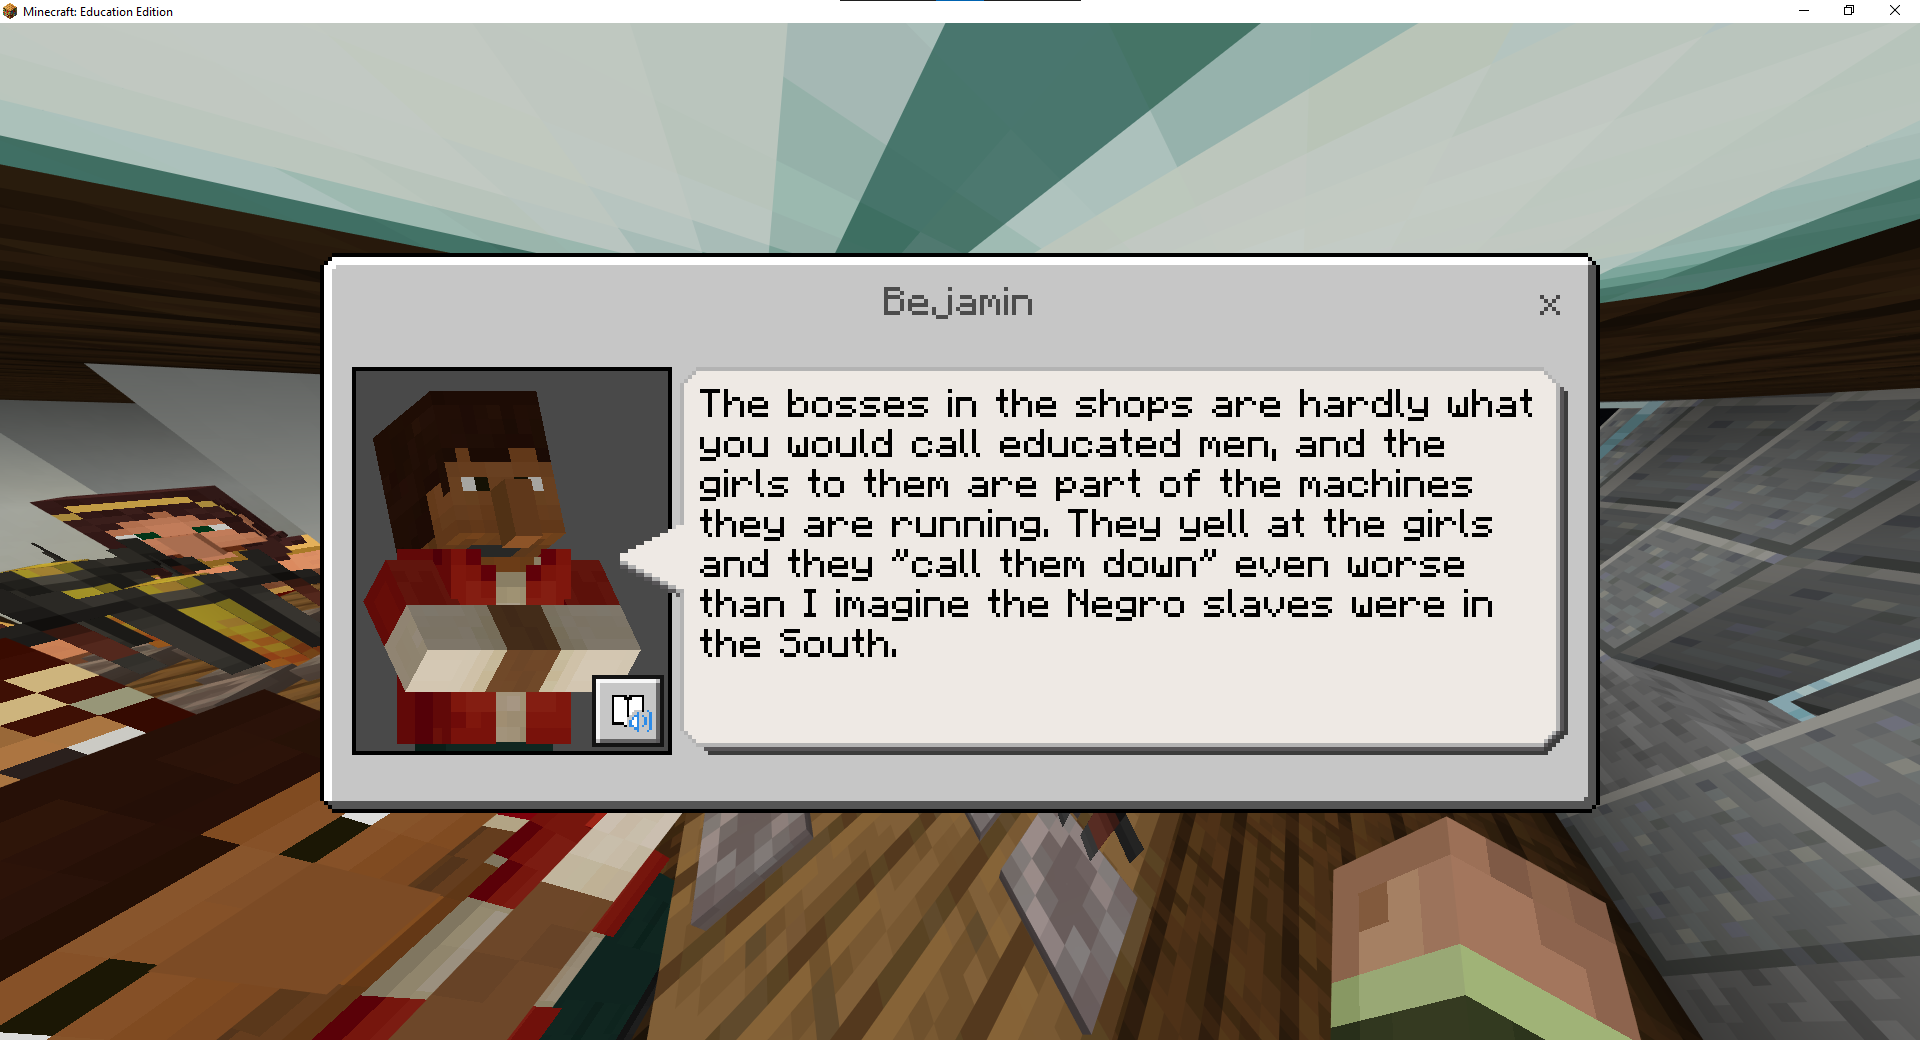 Minecraft: Education Edition
Bejamin
The bosses in the shops are hardly what
you would call educated men, and the
girls to them are part of the machines
they are running. They yell at the girls
and they "call them down" even worse
than I imagine the Negro slaves were in
the South.